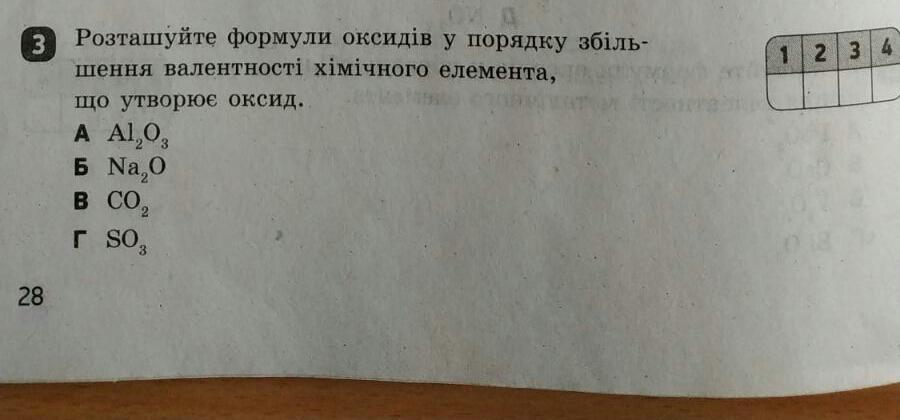 3 Розташуйте формули оксидів у порядку збіль-
шення валентності хімічного елемента,
що утворює оксид.
1 2 3 4
А Al₂O₃
Б Na₂O
В CO₂
Г SO₃
28